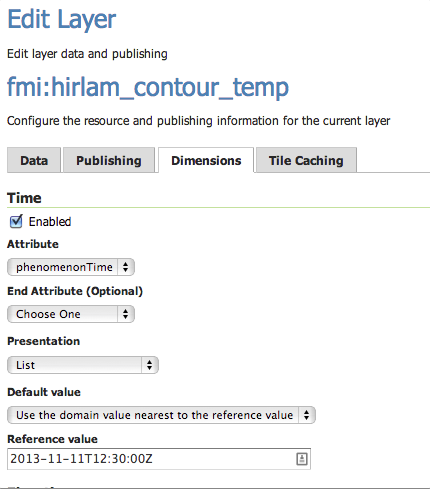 Edit Layer
Edit layer data and publishing
fmi:hirlam_contour_temp
Configure the resource and publishing information for the current layer
Data Publishing Dimensions Tile Caching
Time
Enabled
Attribute
phenomenonTime
End Attribute (Optional)
Choose One
Presentation
List
Default value
Use the domain value nearest to the reference value
Reference value
2013-11-11T12:30:00Z